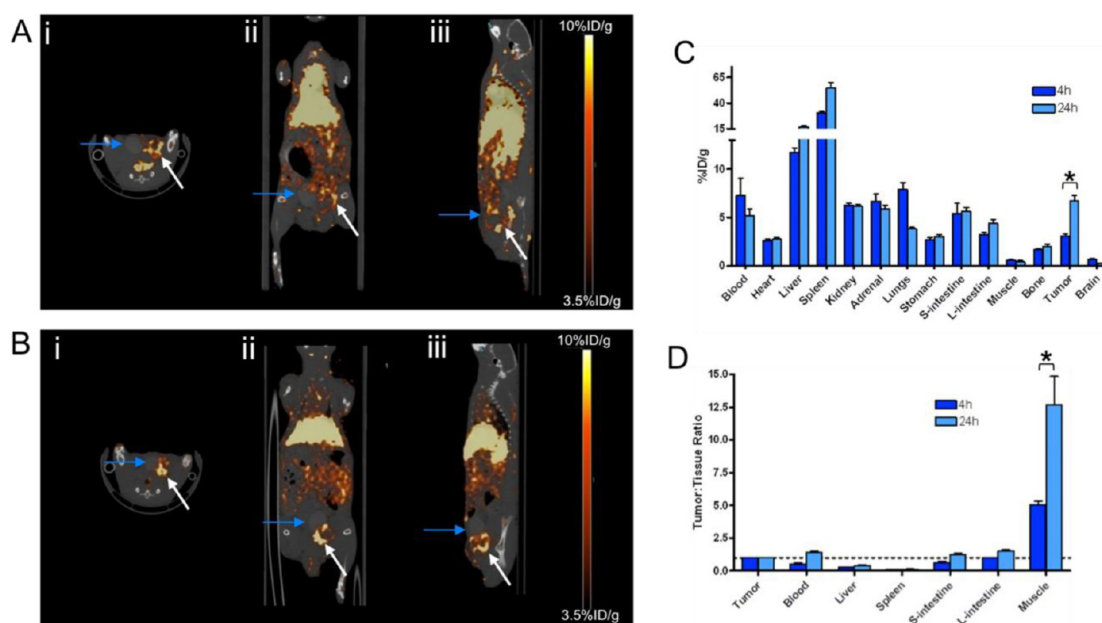 A
i
ii
iii
10%ID/g
3.5%ID/g
B
i
ii
iii
10%ID/g
3.5%ID/g
C
65
40
15
10
5
0
%ID/g
4h
24h
*
Blood
Heart
Liver
Spleen
Kidney
Adrenal
Lungs
Stomach
S-intestine
L-intestine
Muscle
Bone
Tumor
Brain
D
15.0
12.5
10.0
7.5
5.0
2.5
0.0
Tumor:Tissue Ratio
4h
24h
*
Tumor
Blood
Liver
Spleen
S-intestine
L-intestine
Muscle